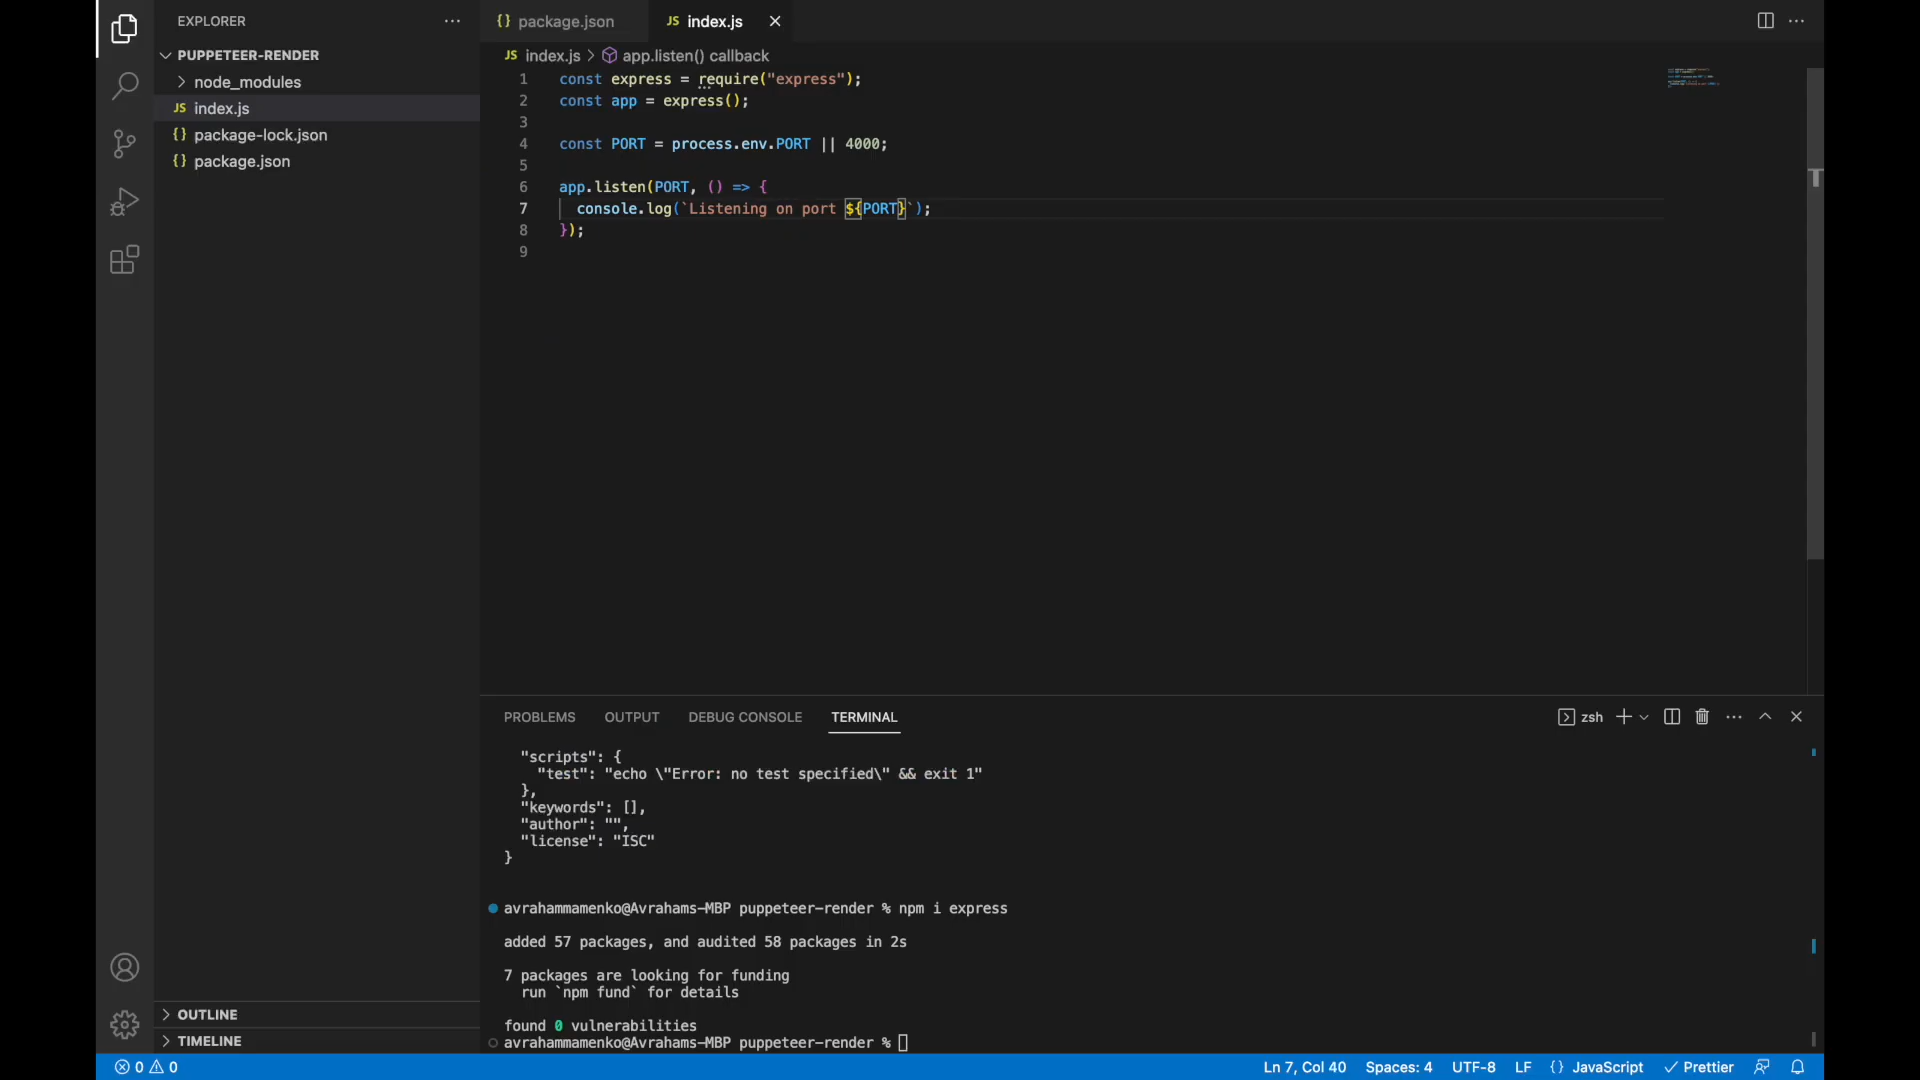 EXPLORER
PUPPETEER-RENDER
node_modules
JS index.js
{} package-lock.json
{} package.json
OUTLINE
TIMELINE
{} package.json
JS index.js
JS index.js > app.listen() callback
1 const express = require("express");
2 const app = express();
3
4 const PORT = process.env.PORT || 4000;
5
6 app.listen(PORT, () => {
7 console.log(`Listening on port ${PORT}`);
8 });
9
PROBLEMS OUTPUT DEBUG CONSOLE TERMINAL
zsh
"scripts": {
"test": "echo \"Error: no test specified\" && exit 1"
},
"keywords": [],
"author": "",
"license": "ISC"
}
avrahammamenko@Avrahams-MBP puppeteer-render % npm i express
added 57 packages, and audited 58 packages in 2s
7 packages are looking for funding
run `npm fund` for details
found 0 vulnerabilities
avrahammamenko@Avrahams-MBP puppeteer-render %
0 0 Ln 7, Col 40 Spaces: 4 UTF-8 LF {} JavaScript Prettier